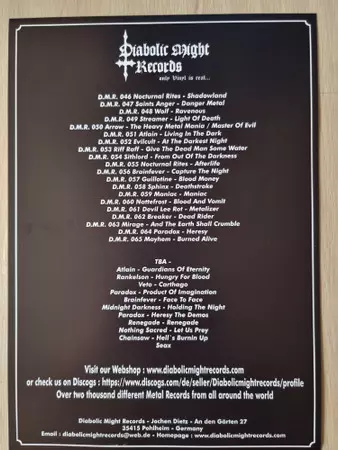 Diabolic Might
Records
only Vinyl is real...
D.M.R. 046 Nocturnal Rites - Shadowland
D.M.R. 047 Saints Anger - Danger Metal
D.M.R. 048 Wolf - Ravenous
D.M.R. 049 Streamer - Light Of Death
D.M.R. 050 Arrow - The Heavy Metal Mania / Master Of Evil
D.M.R. 051 Atlain - Living In The Dark
D.M.R. 052 Evilcult - At The Darkest Night
D.M.R. 053 Riff Raff - Give The Dead Man Some Water
D.M.R. 054 Sithlord - From Out Of The Darkness
D.M.R. 055 Nocturnal Rites - Afterlife
D.M.R. 056 Brainfever - Capture The Night
D.M.R. 057 Guillotine - Blood Money
D.M.R. 058 Sphinx - Deathstroke
D.M.R. 059 Maniac - Maniac
D.M.R. 060 Nattefrost - Blood And Vomit
D.M.R. 061 Devil Lee Rot - Metalizer
D.M.R. 062 Breaker - Dead Rider
D.M.R. 063 Mirage - And The Earth Shall Crumble
D.M.R. 064 Paradox - Heresy
D.M.R. 065 Mayhem - Burned Alive
TBA -
Atlain - Guardians Of Eternity
Rankelson - Hungry For Blood
Veto - Carthago
Paradox - Product Of Imagination
Brainfever - Face To Face
Midnight Darkness - Holding The Night
Paradox - Heresy The Demos
Renegade - Renegade
Nothing Sacred - Let Us Prey
Chainsaw - Hell´s Burnin Up
Seax
Visit our Webshop : www.diabolicmightrecords.com
or check us on Discogs : https://www.discogs.com/de/seller/Diabolicmightrecords/profile
Over two thousand different Metal Records from all around the world
Diabolic Might Records - Jochen Dietz - An den Gärten 27
35415 Pohlheim - Germany
Email : diabolicmight@web.de - Homepage : www.diabolicmightrecords.com